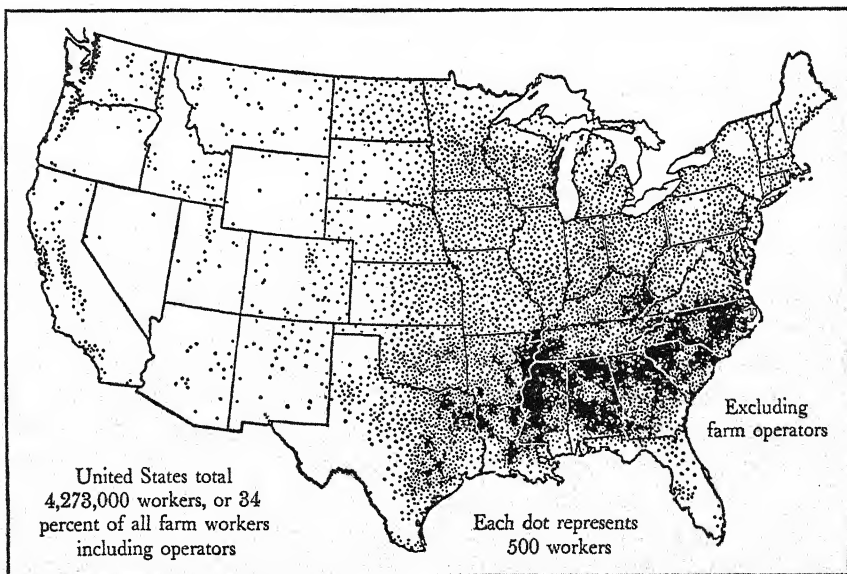 Excluding
farm operators
United States total
4,273,000 workers, or 34
percent of all farm workers
including operators
Each dot represents
500 workers